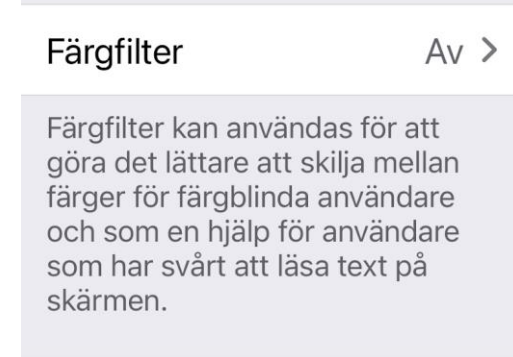 Färgfilter Av
Färgfilter kan användas för att
göra det lättare att skilja mellan
färger för färgblinda användare
och som en hjälp för användare
som har svårt att läsa text på
skärmen.